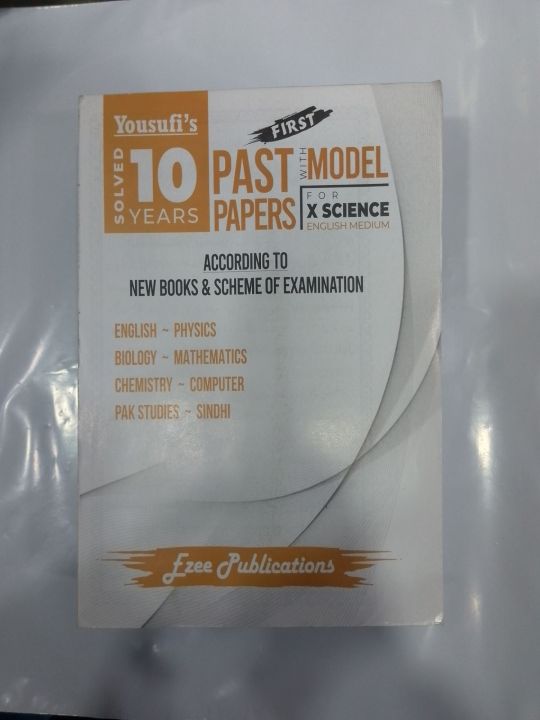 Yousufi's
SOLVED
10
YEARS
FIRST
PAST
PAPERS
WITH
MODEL
FOR
X SCIENCE
ENGLISH MEDIUM
ACCORDING TO
NEW BOOKS & SCHEME OF EXAMINATION
ENGLISH ~ PHYSICS
BIOLOGY ~ MATHEMATICS
CHEMISTRY ~ COMPUTER
PAK STUDIES ~ SINDHI
Ezee Publications